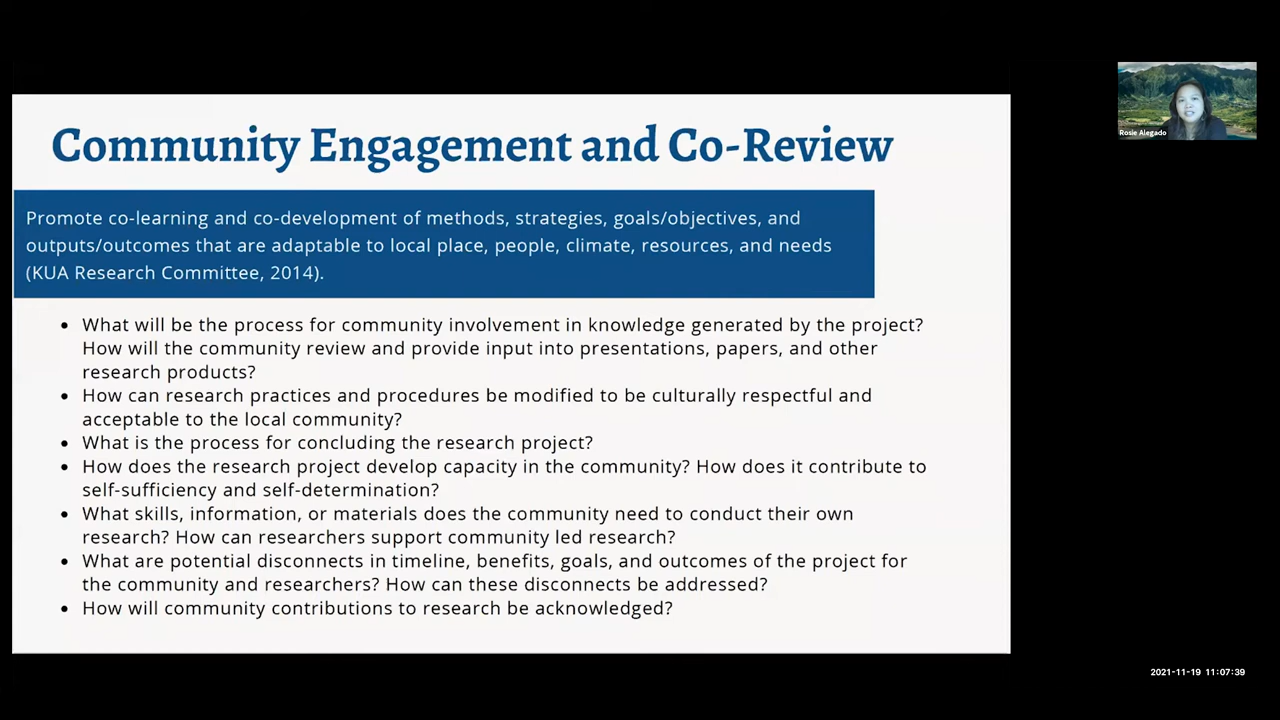 Community Engagement and Co-Review
Promote co-learning and co-development of methods, strategies, goals/objectives, and
outputs/outcomes that are adaptable to local place, people, climate, resources, and needs
(KUA Research Committee, 2014).
• What will be the process for community involvement in knowledge generated by the project?
How will the community review and provide input into presentations, papers, and other
research products?
• How can research practices and procedures be modified to be culturally respectful and
acceptable to the local community?
• What is the process for concluding the research project?
• How does the research project develop capacity in the community? How does it contribute to
self-sufficiency and self-determination?
• What skills, information, or materials does the community need to conduct their own
research? How can researchers support community led research?
• What are potential disconnects in timeline, benefits, goals, and outcomes of the project for
the community and researchers? How can these disconnects be addressed?
• How will community contributions to research be acknowledged?
Rosie Alegado
2021-11-19 11:07:39